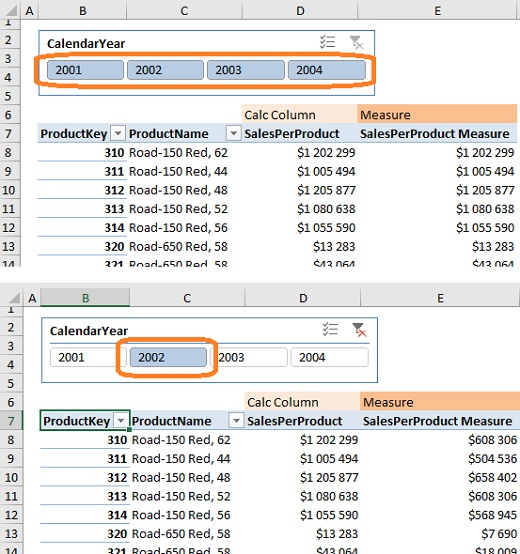 A B C D E
1
2 CalendarYear
3
4 2001 2002 2003 2004
5
6 Calc Column Measure
7 ProductKey ProductName SalesPerProduct SalesPerProduct Measure
8 310 Road-150 Red, 62 $1 202 299 $1 202 299
9 311 Road-150 Red, 44 $1 005 494 $1 005 494
10 312 Road-150 Red, 48 $1 205 877 $1 205 877
11 313 Road-150 Red, 52 $1 080 638 $1 080 638
12 314 Road-150 Red, 56 $1 055 590 $1 055 590
13 320 Road-650 Red, 58 $13 283 $13 283
14 321 Road-650 Red, 58 $43 064 $43 064
A B C D E
1
2 CalendarYear
3
4 2001 2002 2003 2004
5
6 Calc Column Measure
7 ProductKey ProductName SalesPerProduct SalesPerProduct Measure
8 310 Road-150 Red, 62 $1 202 299 $608 306
9 311 Road-150 Red, 44 $1 005 494 $504 536
10 312 Road-150 Red, 48 $1 205 877 $658 402
11 313 Road-150 Red, 52 $1 080 638 $608 306
12 314 Road-150 Red, 56 $1 055 590 $568 945
13 320 Road-650 Red, 58 $13 283 $7 690
14 321 Road-650 Red, 58 $43 064 $18 009